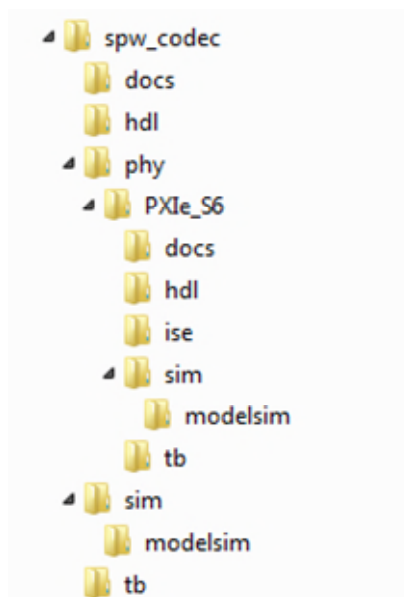 spw_codec
docs
hdl
phy
PXIe_S6
docs
hdl
ise
sim
modelsim
tb
sim
modelsim
tb